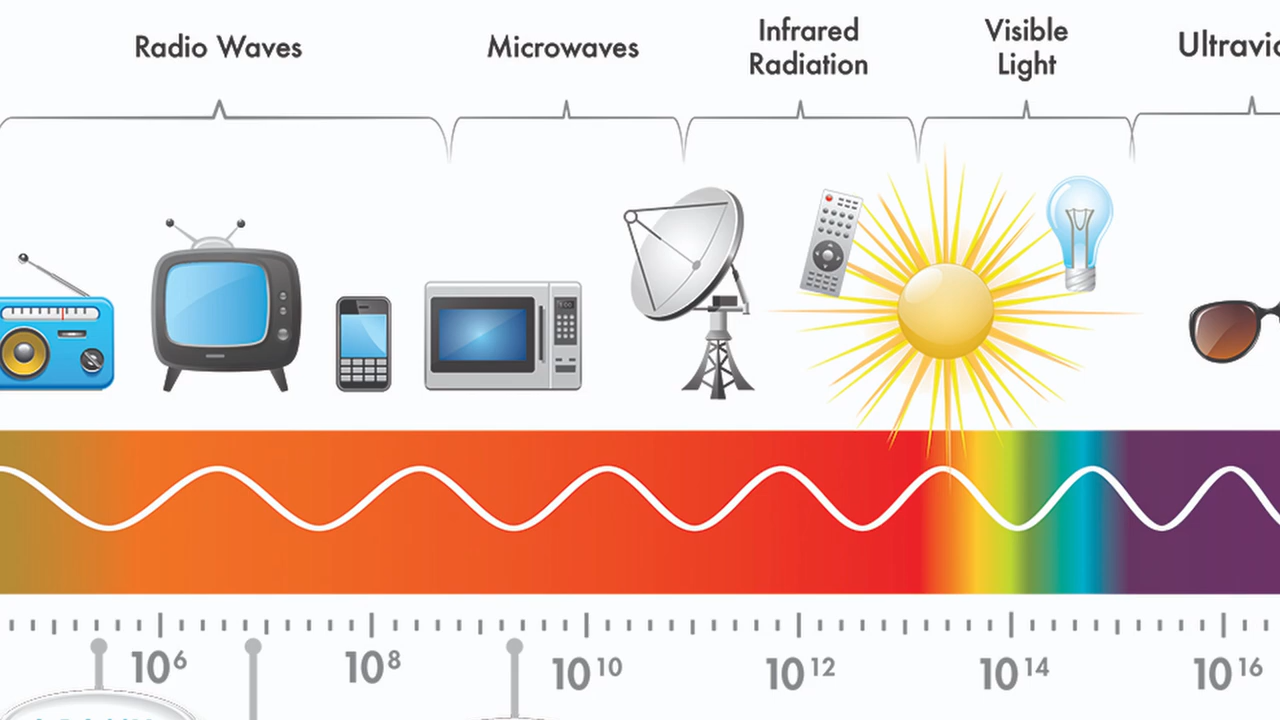 Radio Waves
Microwaves
Infrared
Radiation
Visible
Light
10⁶
10⁸
10¹⁰
10¹²
10¹⁴
10¹⁶